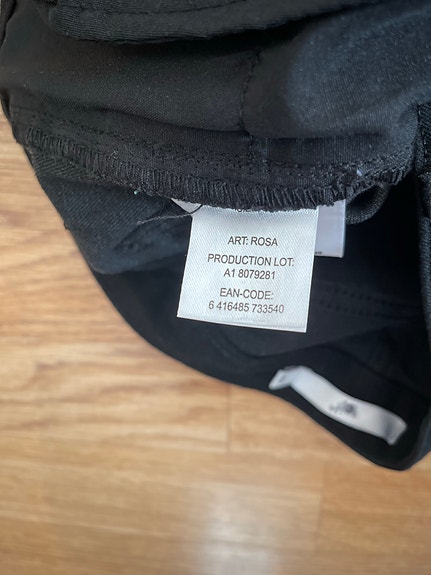 ART: ROSA
PRODUCTION LOT:
A1 8079281
EAN-CODE:
6 416485 733540